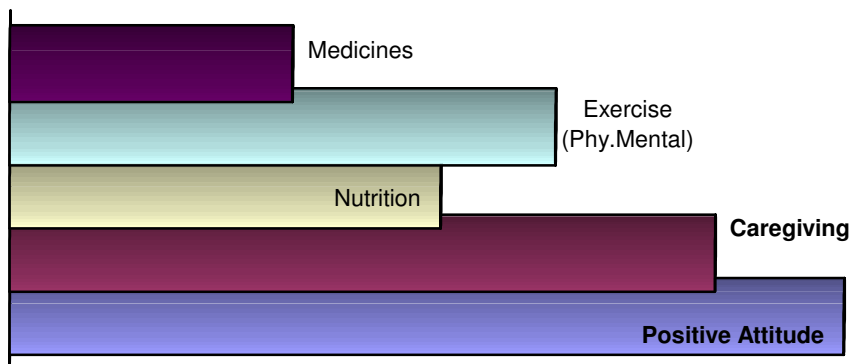 Medicines
Exercise
(Phy.Mental)
Nutrition
Caregiving
Positive Attitude